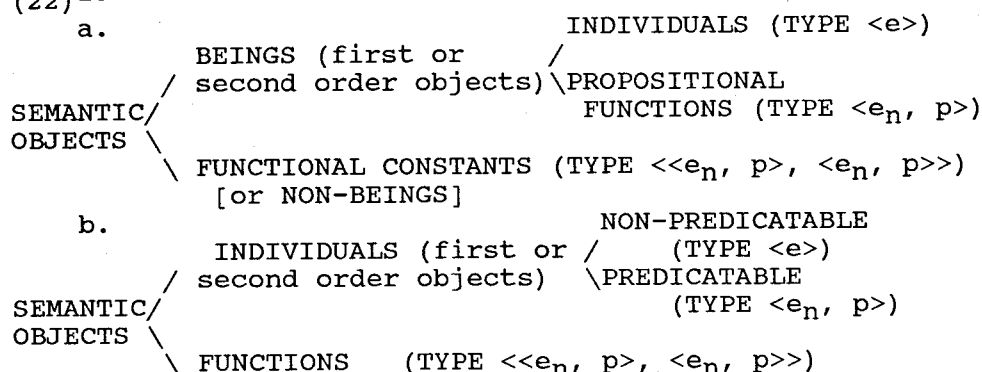 (22)
a.
INDIVIDUALS (TYPE <e>)
BEINGS (first or /
/ second order objects)\PROPOSITIONAL
SEMANTIC/ FUNCTIONS (TYPE <en, p>)
OBJECTS \
\ FUNCTIONAL CONSTANTS (TYPE <<en, p>, <en, p>>)
[or NON-BEINGS]
b.
NON-PREDICATABLE
INDIVIDUALS (first or / (TYPE <e>)
/ second order objects) \PREDICATABLE
SEMANTIC/ (TYPE <en, p>)
OBJECTS \
\ FUNCTIONS (TYPE <<en, p>, <en, p>>)